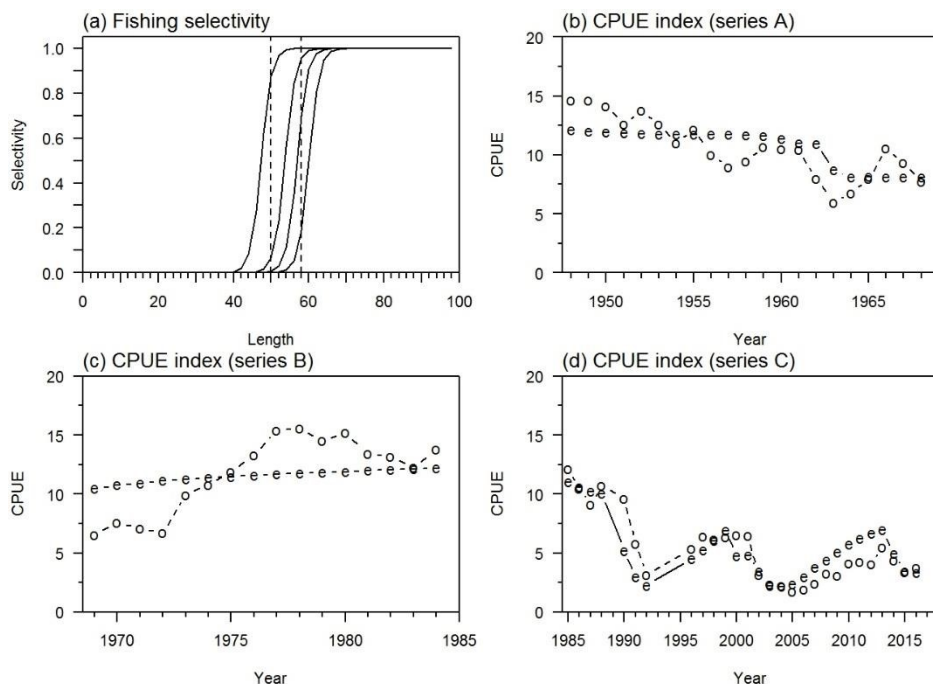 (a) Fishing selectivity
1.0
0.8
0.6
0.4
0.2
0.0
Selectivity
0 20 40 60 80 100
Length
(b) CPUE index (series A)
20
15
10
5
0
CPUE
1950 1955 1960 1965
Year
(c) CPUE index (series B)
20
15
10
5
0
CPUE
1970 1975 1980 1985
Year
(d) CPUE index (series C)
20
15
10
5
0
CPUE
1985 1990 1995 2000 2005 2010 2015
Year